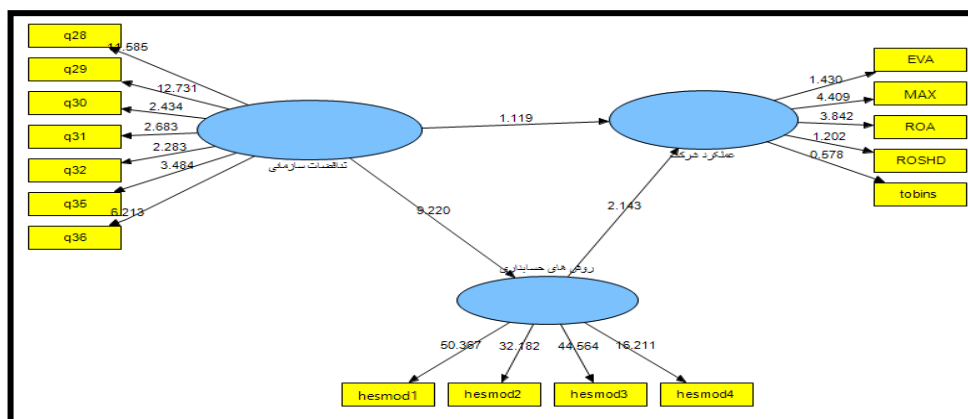 q28
q29
q30
q31
q32
q35
q36
11.585
12.731
2.434
2.683
2.283
3.484
6.213
تناقضات سازمانی
1.119
9.220
2.143
عملکرد شرکت
1.430
4.409
3.842
1.202
0.578
EVA
MAX
ROA
ROSHD
tobins
روش های حسابداری
50.367
32.182
44.564
16.211
hesmod1
hesmod2
hesmod3
hesmod4